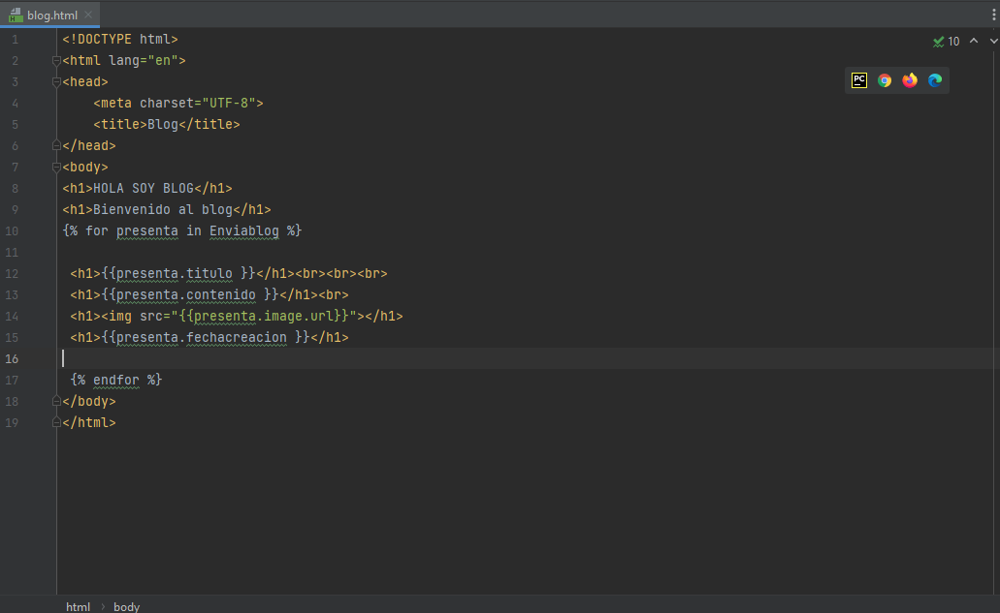 blog.html
10
PC
1 <!DOCTYPE html>
2 <html lang="en">
3 <head>
4     <meta charset="UTF-8">
5     <title>Blog</title>
6 </head>
7 <body>
8 <h1>HOLA SOY BLOG</h1>
9 <h1>Bienvenido al blog</h1>
10 {% for presenta in Enviablog %}
11
12  <h1>{{presenta.titulo }}</h1><br><br><br>
13  <h1>{{presenta.contenido }}</h1><br>
14  <h1><img src="{{presenta.image.url}}"></h1>
15  <h1>{{presenta.fechacreacion }}</h1>
16
17  {% endfor %}
18 </body>
19 </html>
html › body